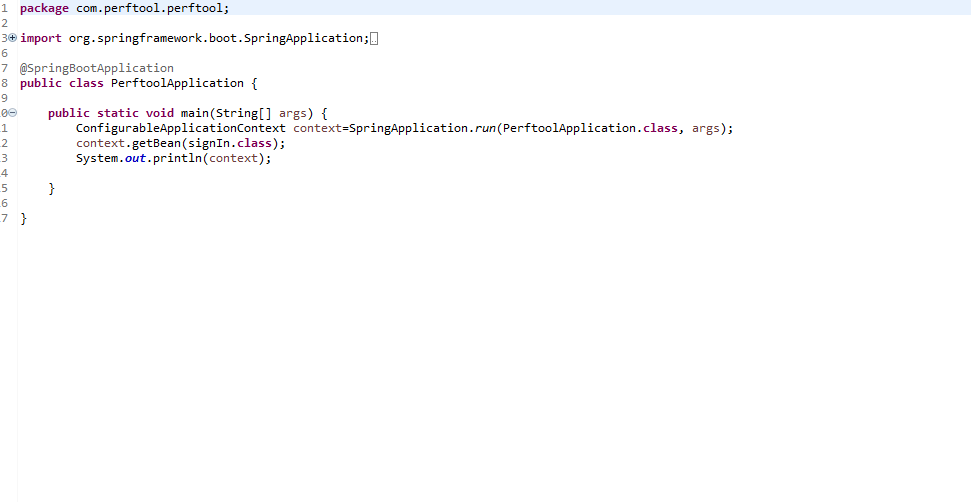 1 package com.perftool.perftool;
2
3 import org.springframework.boot.SpringApplication;
6
7 @SpringBootApplication
8 public class PerftoolApplication {
9
0 public static void main(String[] args) {
1 ConfigurableApplicationContext context=SpringApplication.run(PerftoolApplication.class, args);
2 context.getBean(signIn.class);
3 System.out.println(context);
4
5 }
6
7 }